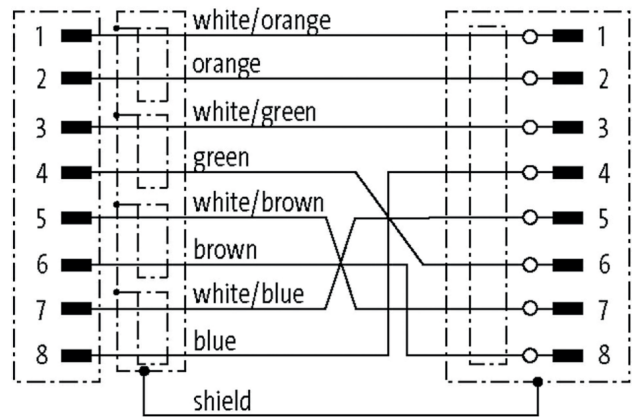 1 white/orange 1
2 orange 2
3 white/green 3
4 green 4
5 white/brown 5
6 brown 6
7 white/blue 7
8 blue 8
shield